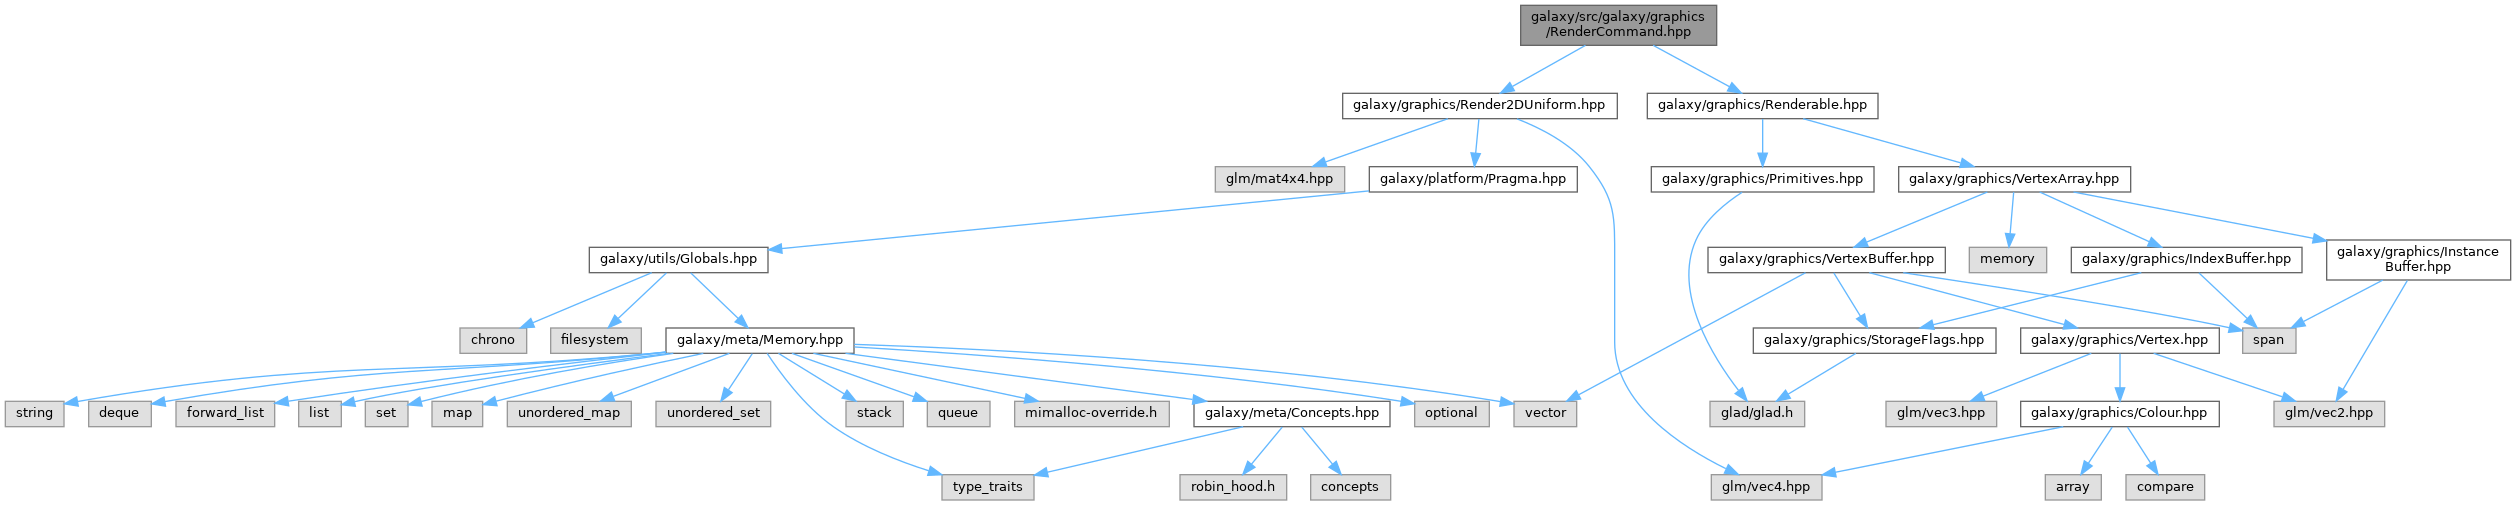 galaxy/src/galaxy/graphics
/RenderCommand.hpp
galaxy/graphics/Render2DUniform.hpp
galaxy/graphics/Renderable.hpp
glm/mat4x4.hpp
galaxy/platform/Pragma.hpp
galaxy/graphics/Primitives.hpp
galaxy/graphics/VertexArray.hpp
galaxy/utils/Globals.hpp
galaxy/graphics/VertexBuffer.hpp
memory
galaxy/graphics/IndexBuffer.hpp
galaxy/graphics/Instance
Buffer.hpp
chrono
filesystem
galaxy/meta/Memory.hpp
galaxy/graphics/StorageFlags.hpp
galaxy/graphics/Vertex.hpp
span
string
deque
forward_list
list
set
map
unordered_map
unordered_set
stack
queue
mimalloc-override.h
galaxy/meta/Concepts.hpp
optional
vector
glad/glad.h
glm/vec3.hpp
galaxy/graphics/Colour.hpp
glm/vec2.hpp
type_traits
robin_hood.h
concepts
glm/vec4.hpp
array
compare